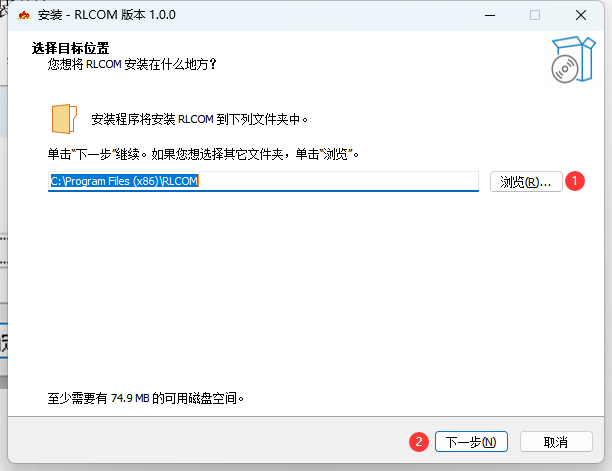 安装 - RLCOM 版本 1.0.0
选择目标位置
您想将 RLCOM 安装在什么地方？
安装程序将安装 RLCOM 到下列文件夹中。
单击“下一步”继续。如果您想选择其它文件夹，单击“浏览”。
C:\Program Files (x86)\RLCOM
浏览(R)...
1
至少需要有 74.9 MB 的可用磁盘空间。
2
下一步(N)
取消